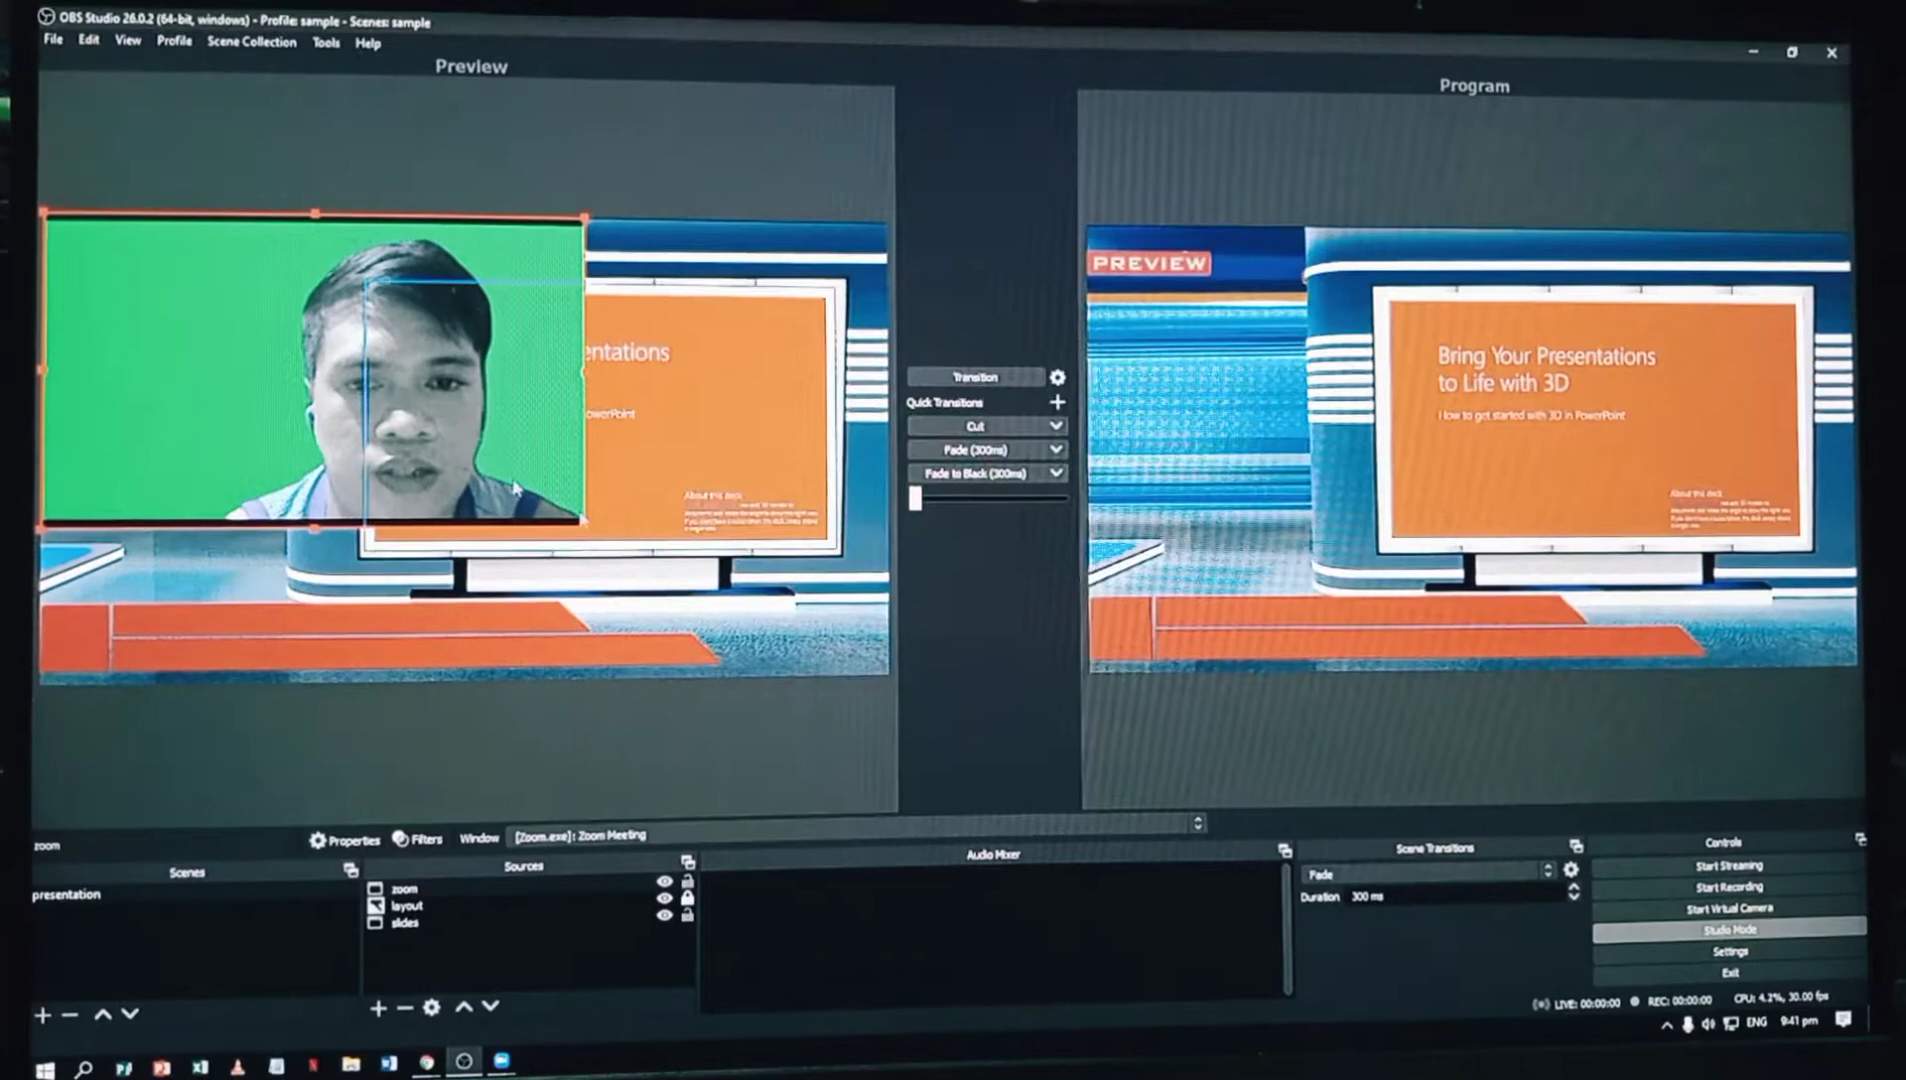 OBS Studio 26.0.2 (64-bit, windows) - Profile: sample - Scenes: sample
File Edit View Profile Scene Collection Tools Help
Preview
Program
entations
owerPoint
About this deck
Transition
Quick Transitions
Cut
Fade (300ms)
Fade to Black (300ms)
PREVIEW
Bring Your Presentations
to Life with 3D
How to get started with 3D in PowerPoint
About this deck
zoom
Properties Filters Window [Zoom.exe]: Zoom Meeting
Scenes
presentation
Sources
zoom
layout
slides
Audio Mixer
Scene Transitions
Fade
Duration 300 ms
Controls
Start Streaming
Start Recording
Start Virtual Camera
Studio Mode
Settings
Exit
LIVE: 00:00:00 REC: 00:00:00 CPU: 4.2%, 30.00 fps
ENG 9:41 pm